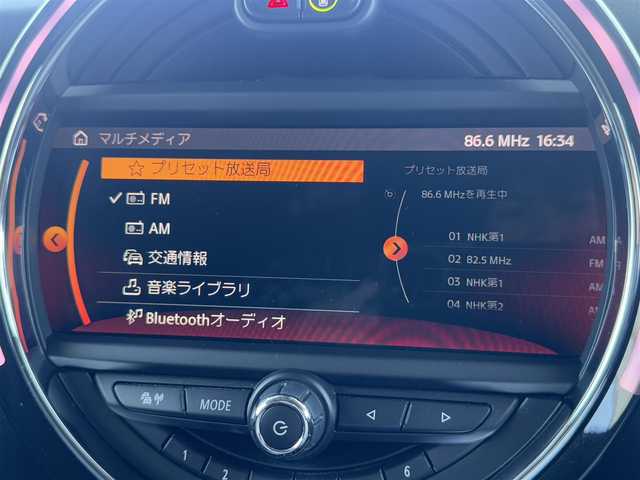 マルチメディア
86.6 MHz 16:34
プリセット放送局
FM
AM
交通情報
音楽ライブラリ
Bluetoothオーディオ
プリセット放送局
86.6 MHzを再生中
01 NHK第1 AM
02 82.5 MHz FM
03 NHK第1 AM
04 NHK第2
MODE
1
2
6